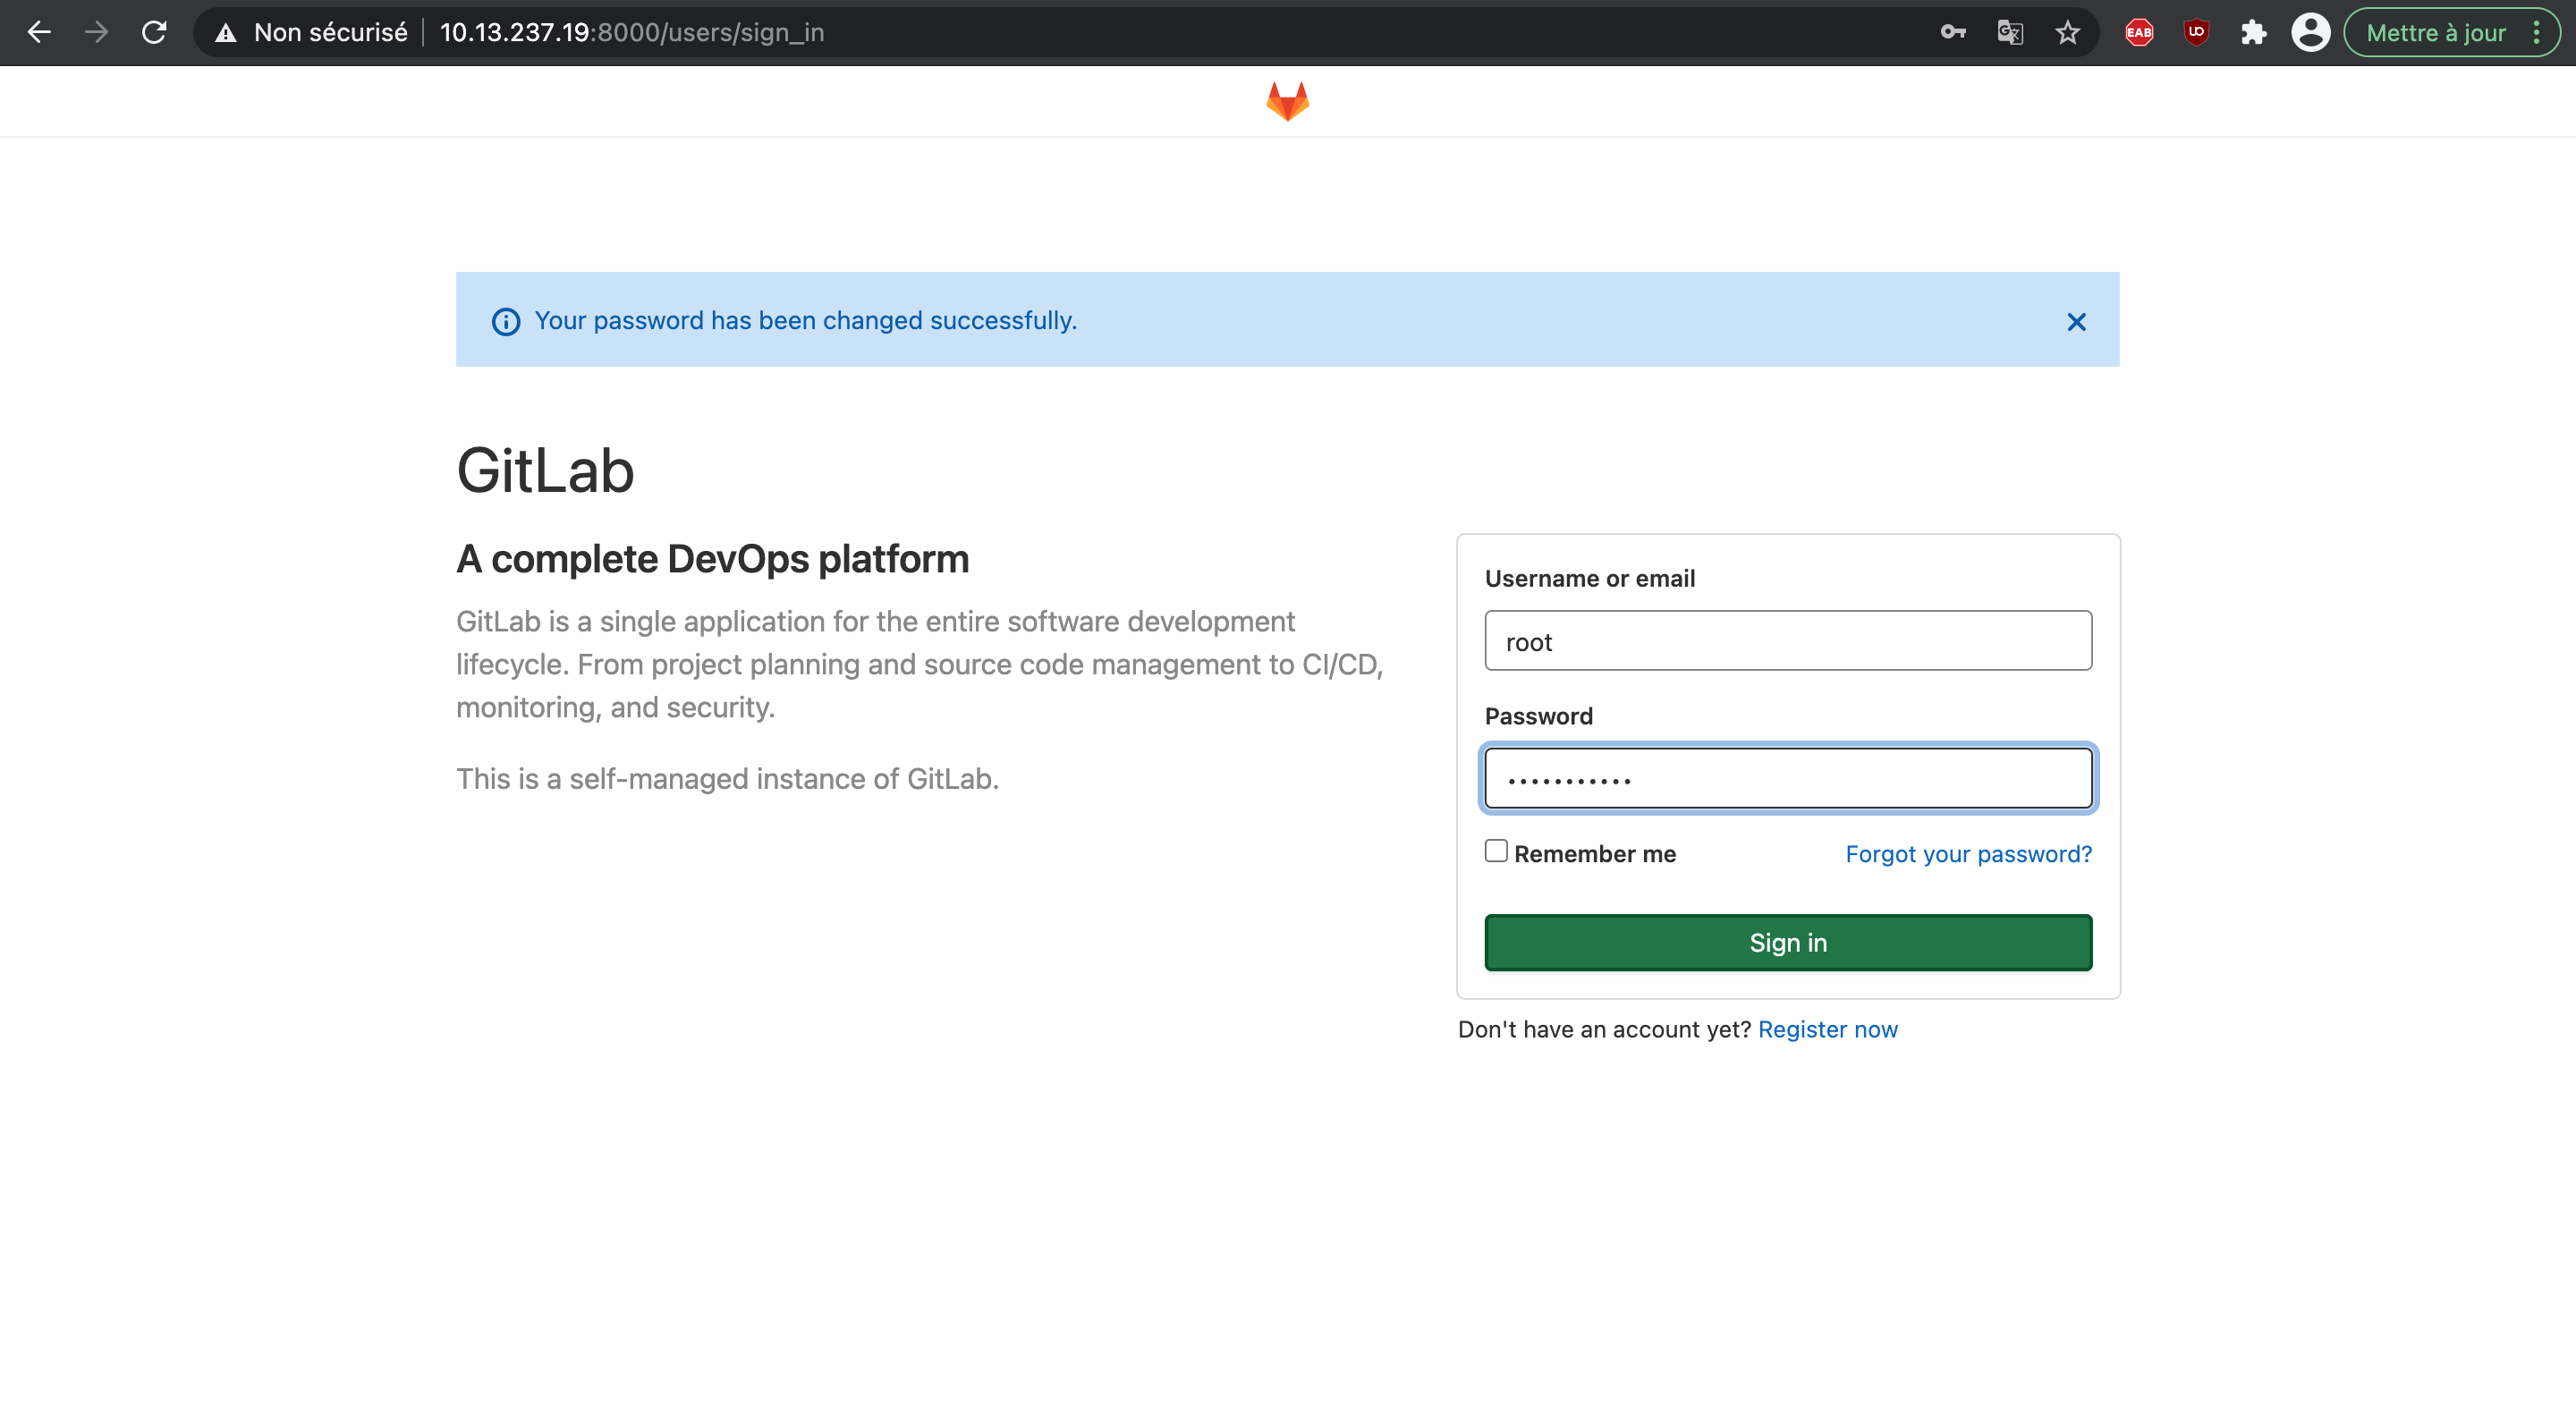 Non sécurisé 10.13.237.19:8000/users/sign_in
EAB
Mettre à jour
Your password has been changed successfully.
GitLab
A complete DevOps platform
GitLab is a single application for the entire software development
lifecycle. From project planning and source code management to CI/CD,
monitoring, and security.
This is a self-managed instance of GitLab.
Username or email
root
Password
Remember me
Forgot your password?
Sign in
Don't have an account yet? Register now